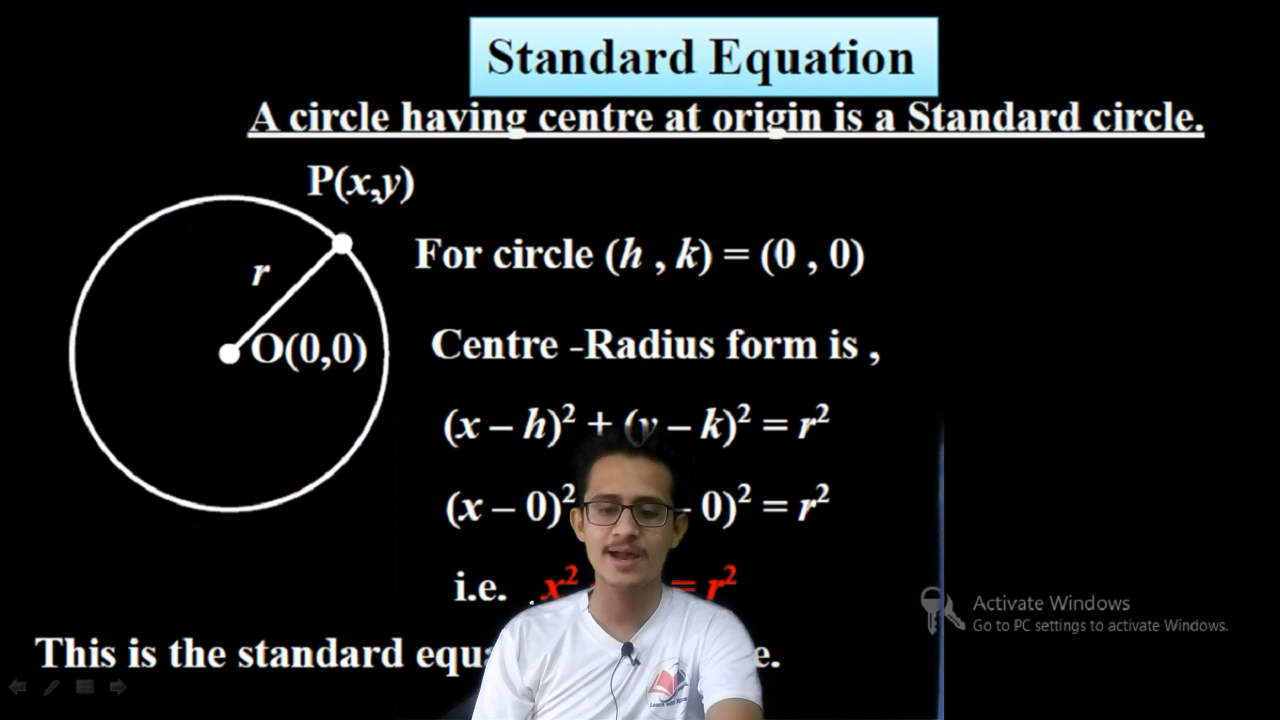 Standard Equation
A circle having centre at origin is a Standard circle.
P(x,y)
For circle (h , k) = (0 , 0)
r
O(0,0)
Centre -Radius form is ,
(x – h)² + (y – k)² = r²
(x – 0)² – 0)² = r²
i.e. x² = r²
Activate Windows
Go to PC settings to activate Windows.
This is the standard